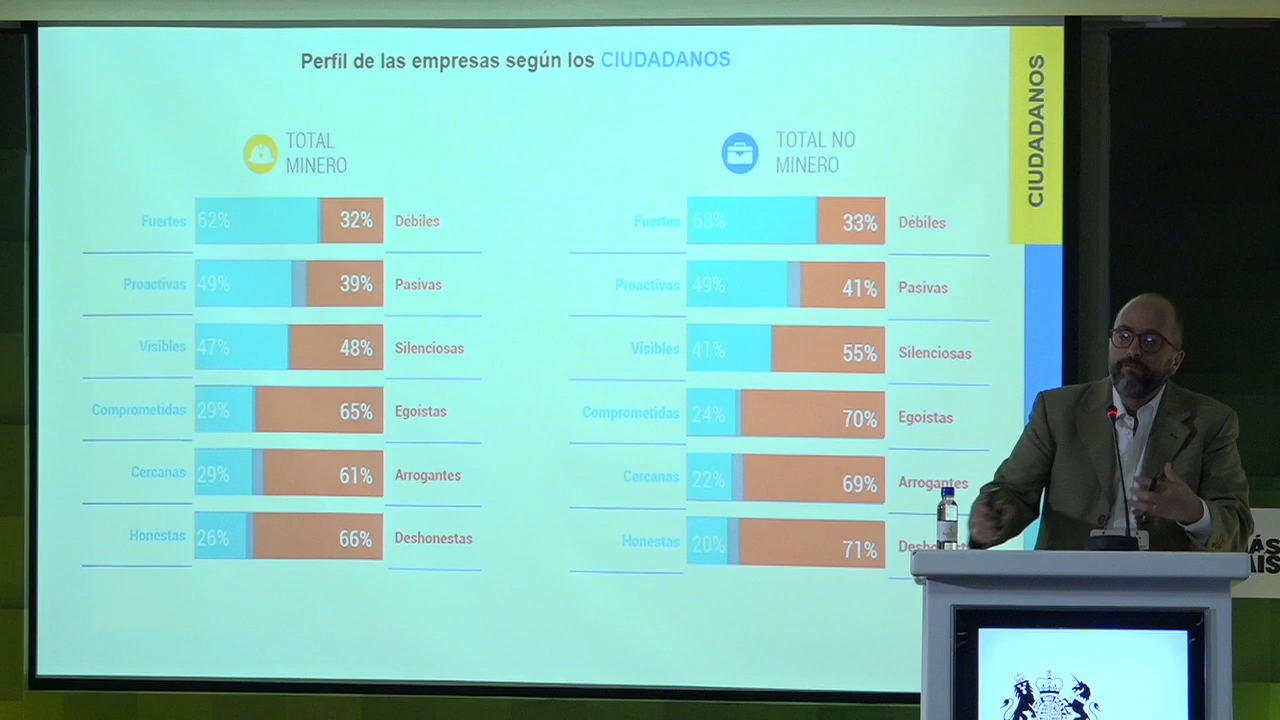 Perfil de las empresas según los CIUDADANOS
CIUDADANOS
TOTAL
MINERO
Fuertes 62% 32% Débiles
Proactivas 49% 39% Pasivas
Visibles 47% 48% Silenciosas
Comprometidas 29% 65% Egoístas
Cercanas 29% 61% Arrogantes
Honestas 26% 66% Deshonestas
TOTAL NO
MINERO
Fuertes 63% 33% Débiles
Proactivas 49% 41% Pasivas
Visibles 41% 55% Silenciosas
Comprometidas 24% 70% Egoístas
Cercanas 22% 69% Arrogantes
Honestas 20% 71%